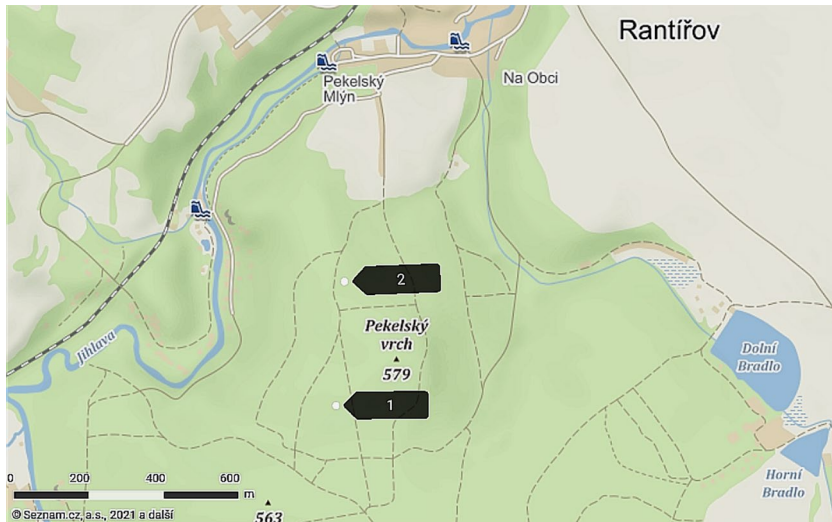 Rantířov
Pekelský
Mlýn
Na Obci
2
Pekelský
vrch
579
1
Jihlava
Dolní
Bradlo
Horní
Bradlo
0 200 400 600
m
563
© Seznam.cz, a.s., 2021 a další